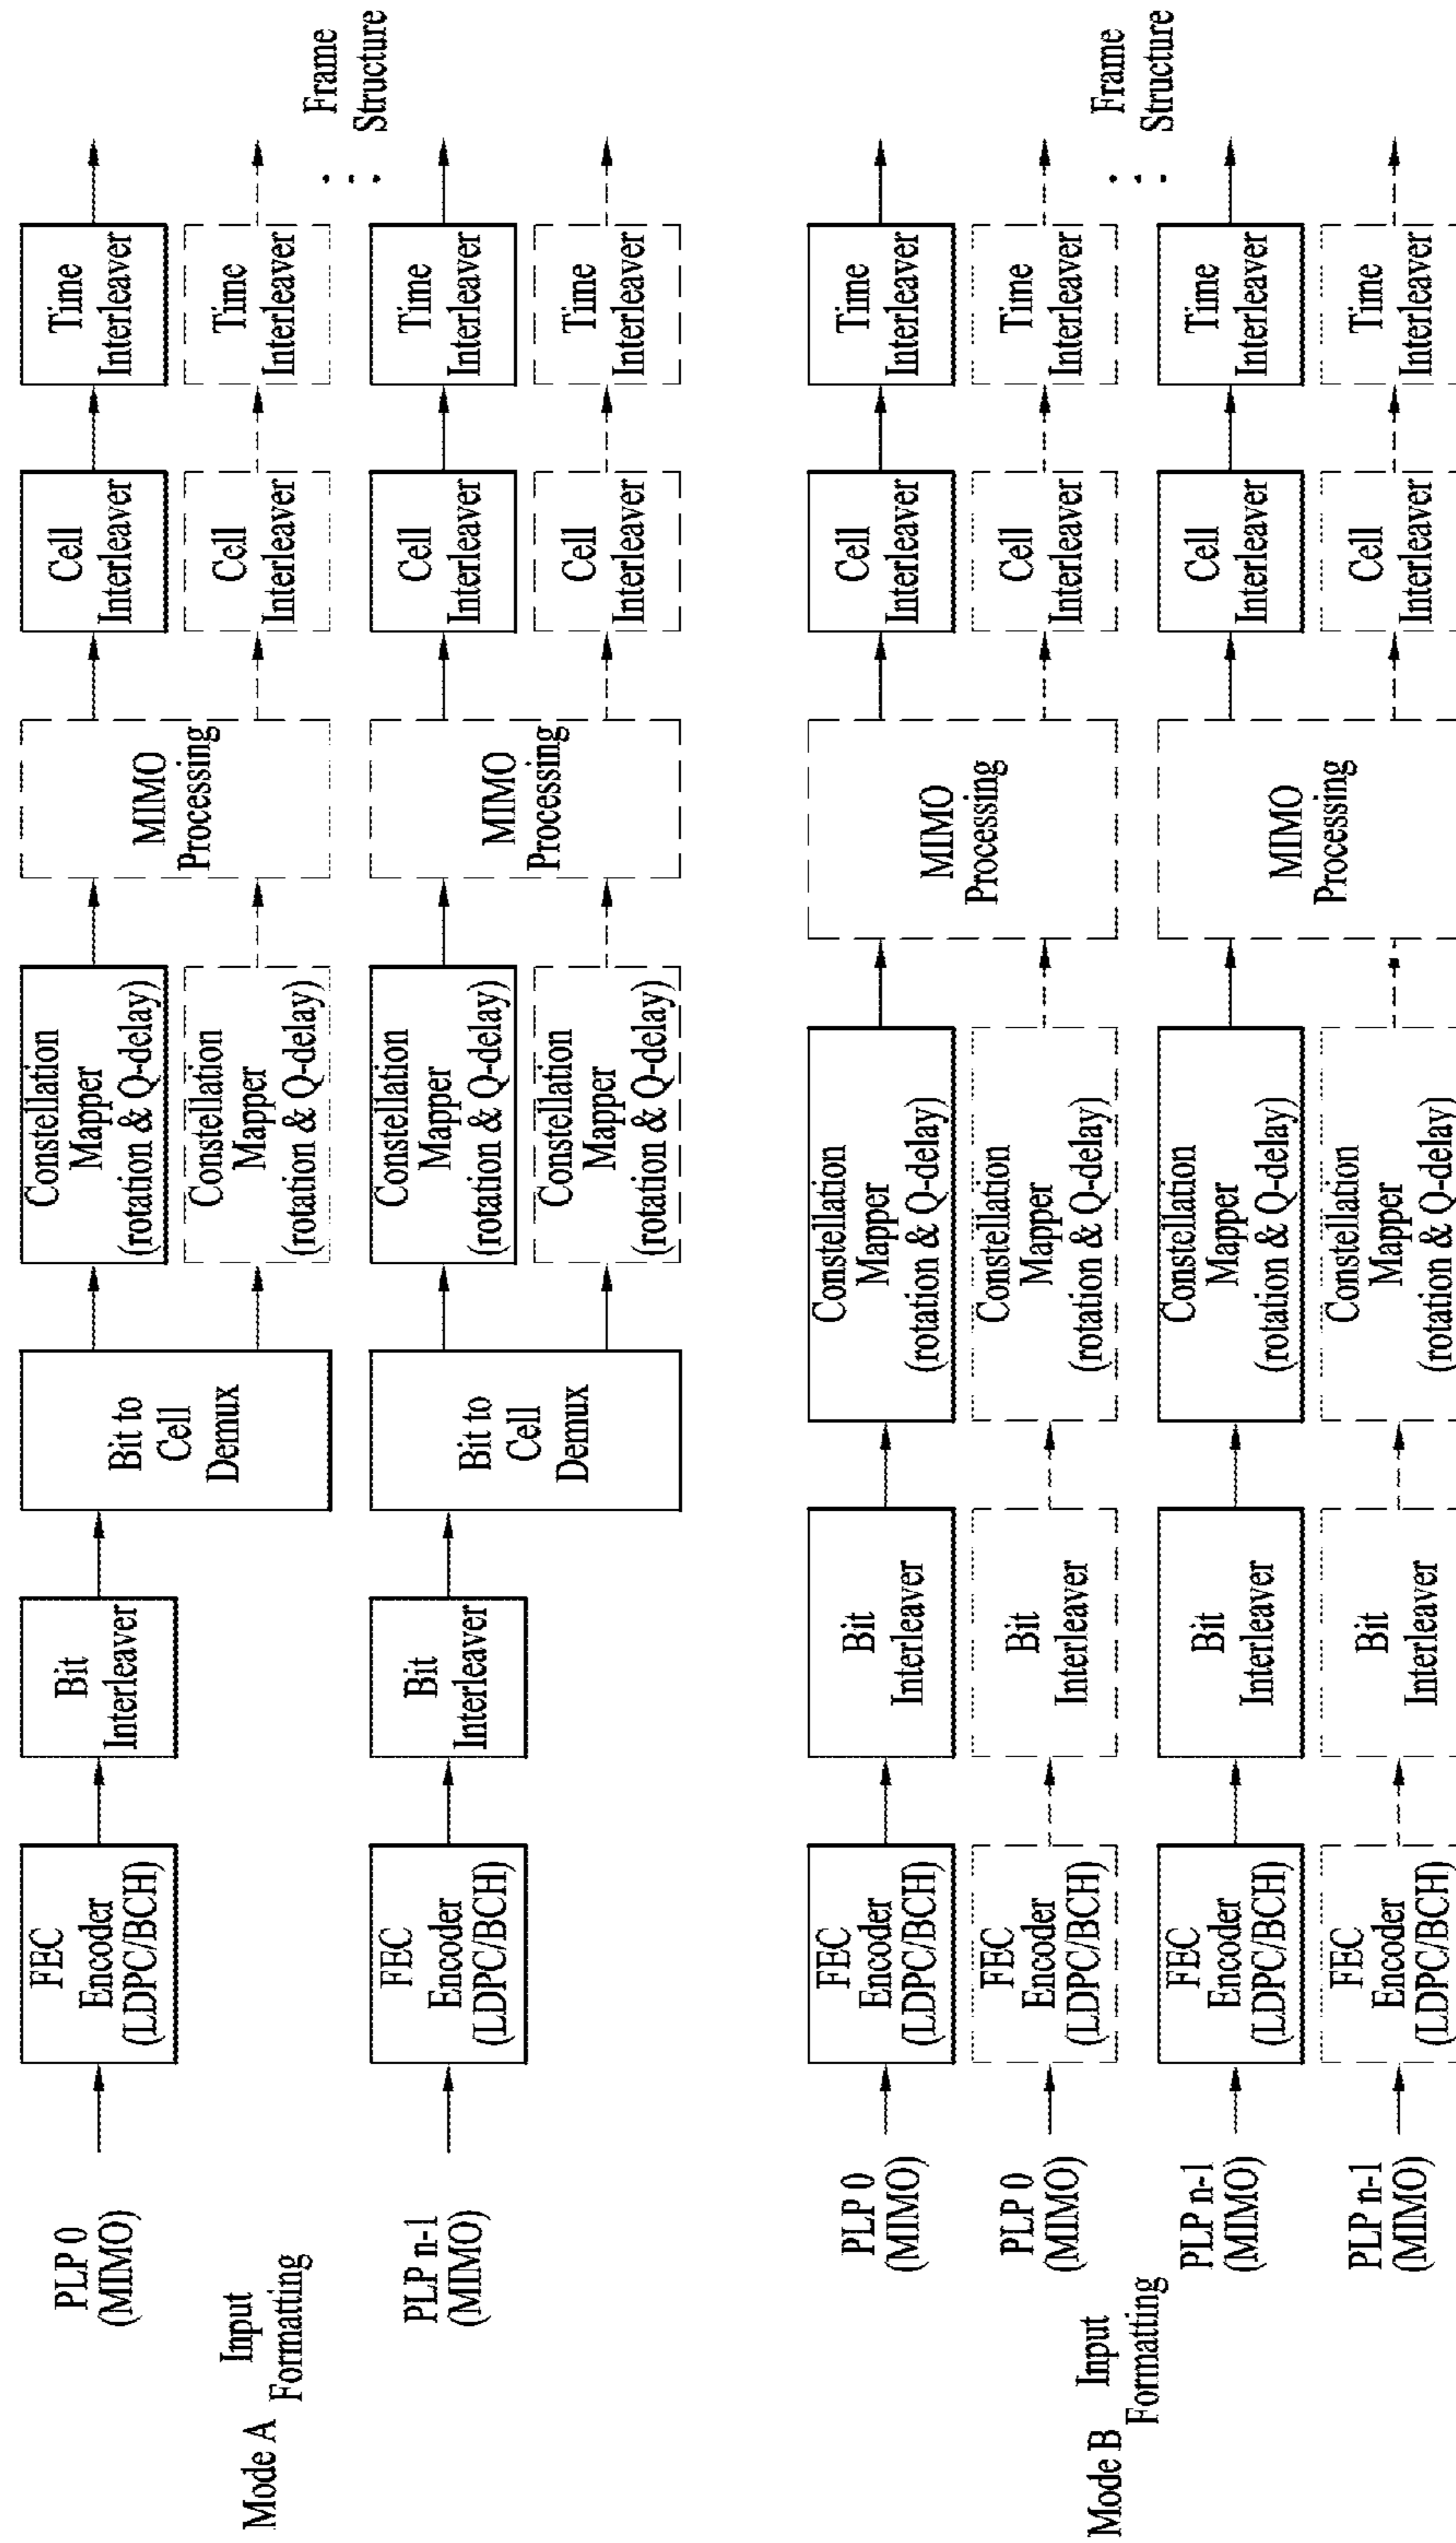 Mode A
Input
Formatting
PLP 0
(MIMO)
FEC
Encoder
(LDPC/BCH)
Bit
Interleaver
Bit to
Cell
Demux
Constellation
Mapper
(rotation & Q-delay)
Constellation
Mapper
(rotation & Q-delay)
MIMO
Processing
Cell
Interleaver
Cell
Interleaver
Time
Interleaver
Time
Interleaver
PLP n-1
(MIMO)
FEC
Encoder
(LDPC/BCH)
Bit
Interleaver
Bit to
Cell
Demux
Constellation
Mapper
(rotation & Q-delay)
Constellation
Mapper
(rotation & Q-delay)
MIMO
Processing
Cell
Interleaver
Cell
Interleaver
Time
Interleaver
Time
Interleaver
Frame
Structure
Mode B
Input
Formatting
PLP 0
(MIMO)
FEC
Encoder
(LDPC/BCH)
Bit
Interleaver
Constellation
Mapper
(rotation & Q-delay)
MIMO
Processing
Cell
Interleaver
Time
Interleaver
PLP 0
(MIMO)
FEC
Encoder
(LDPC/BCH)
Bit
Interleaver
Constellation
Mapper
(rotation & Q-delay)
Cell
Interleaver
Time
Interleaver
PLP n-1
(MIMO)
FEC
Encoder
(LDPC/BCH)
Bit
Interleaver
Constellation
Mapper
(rotation & Q-delay)
MIMO
Processing
Cell
Interleaver
Time
Interleaver
PLP n-1
(MIMO)
FEC
Encoder
(LDPC/BCH)
Bit
Interleaver
Constellation
Mapper
(rotation & Q-delay)
Cell
Interleaver
Time
Interleaver
Frame
Structure